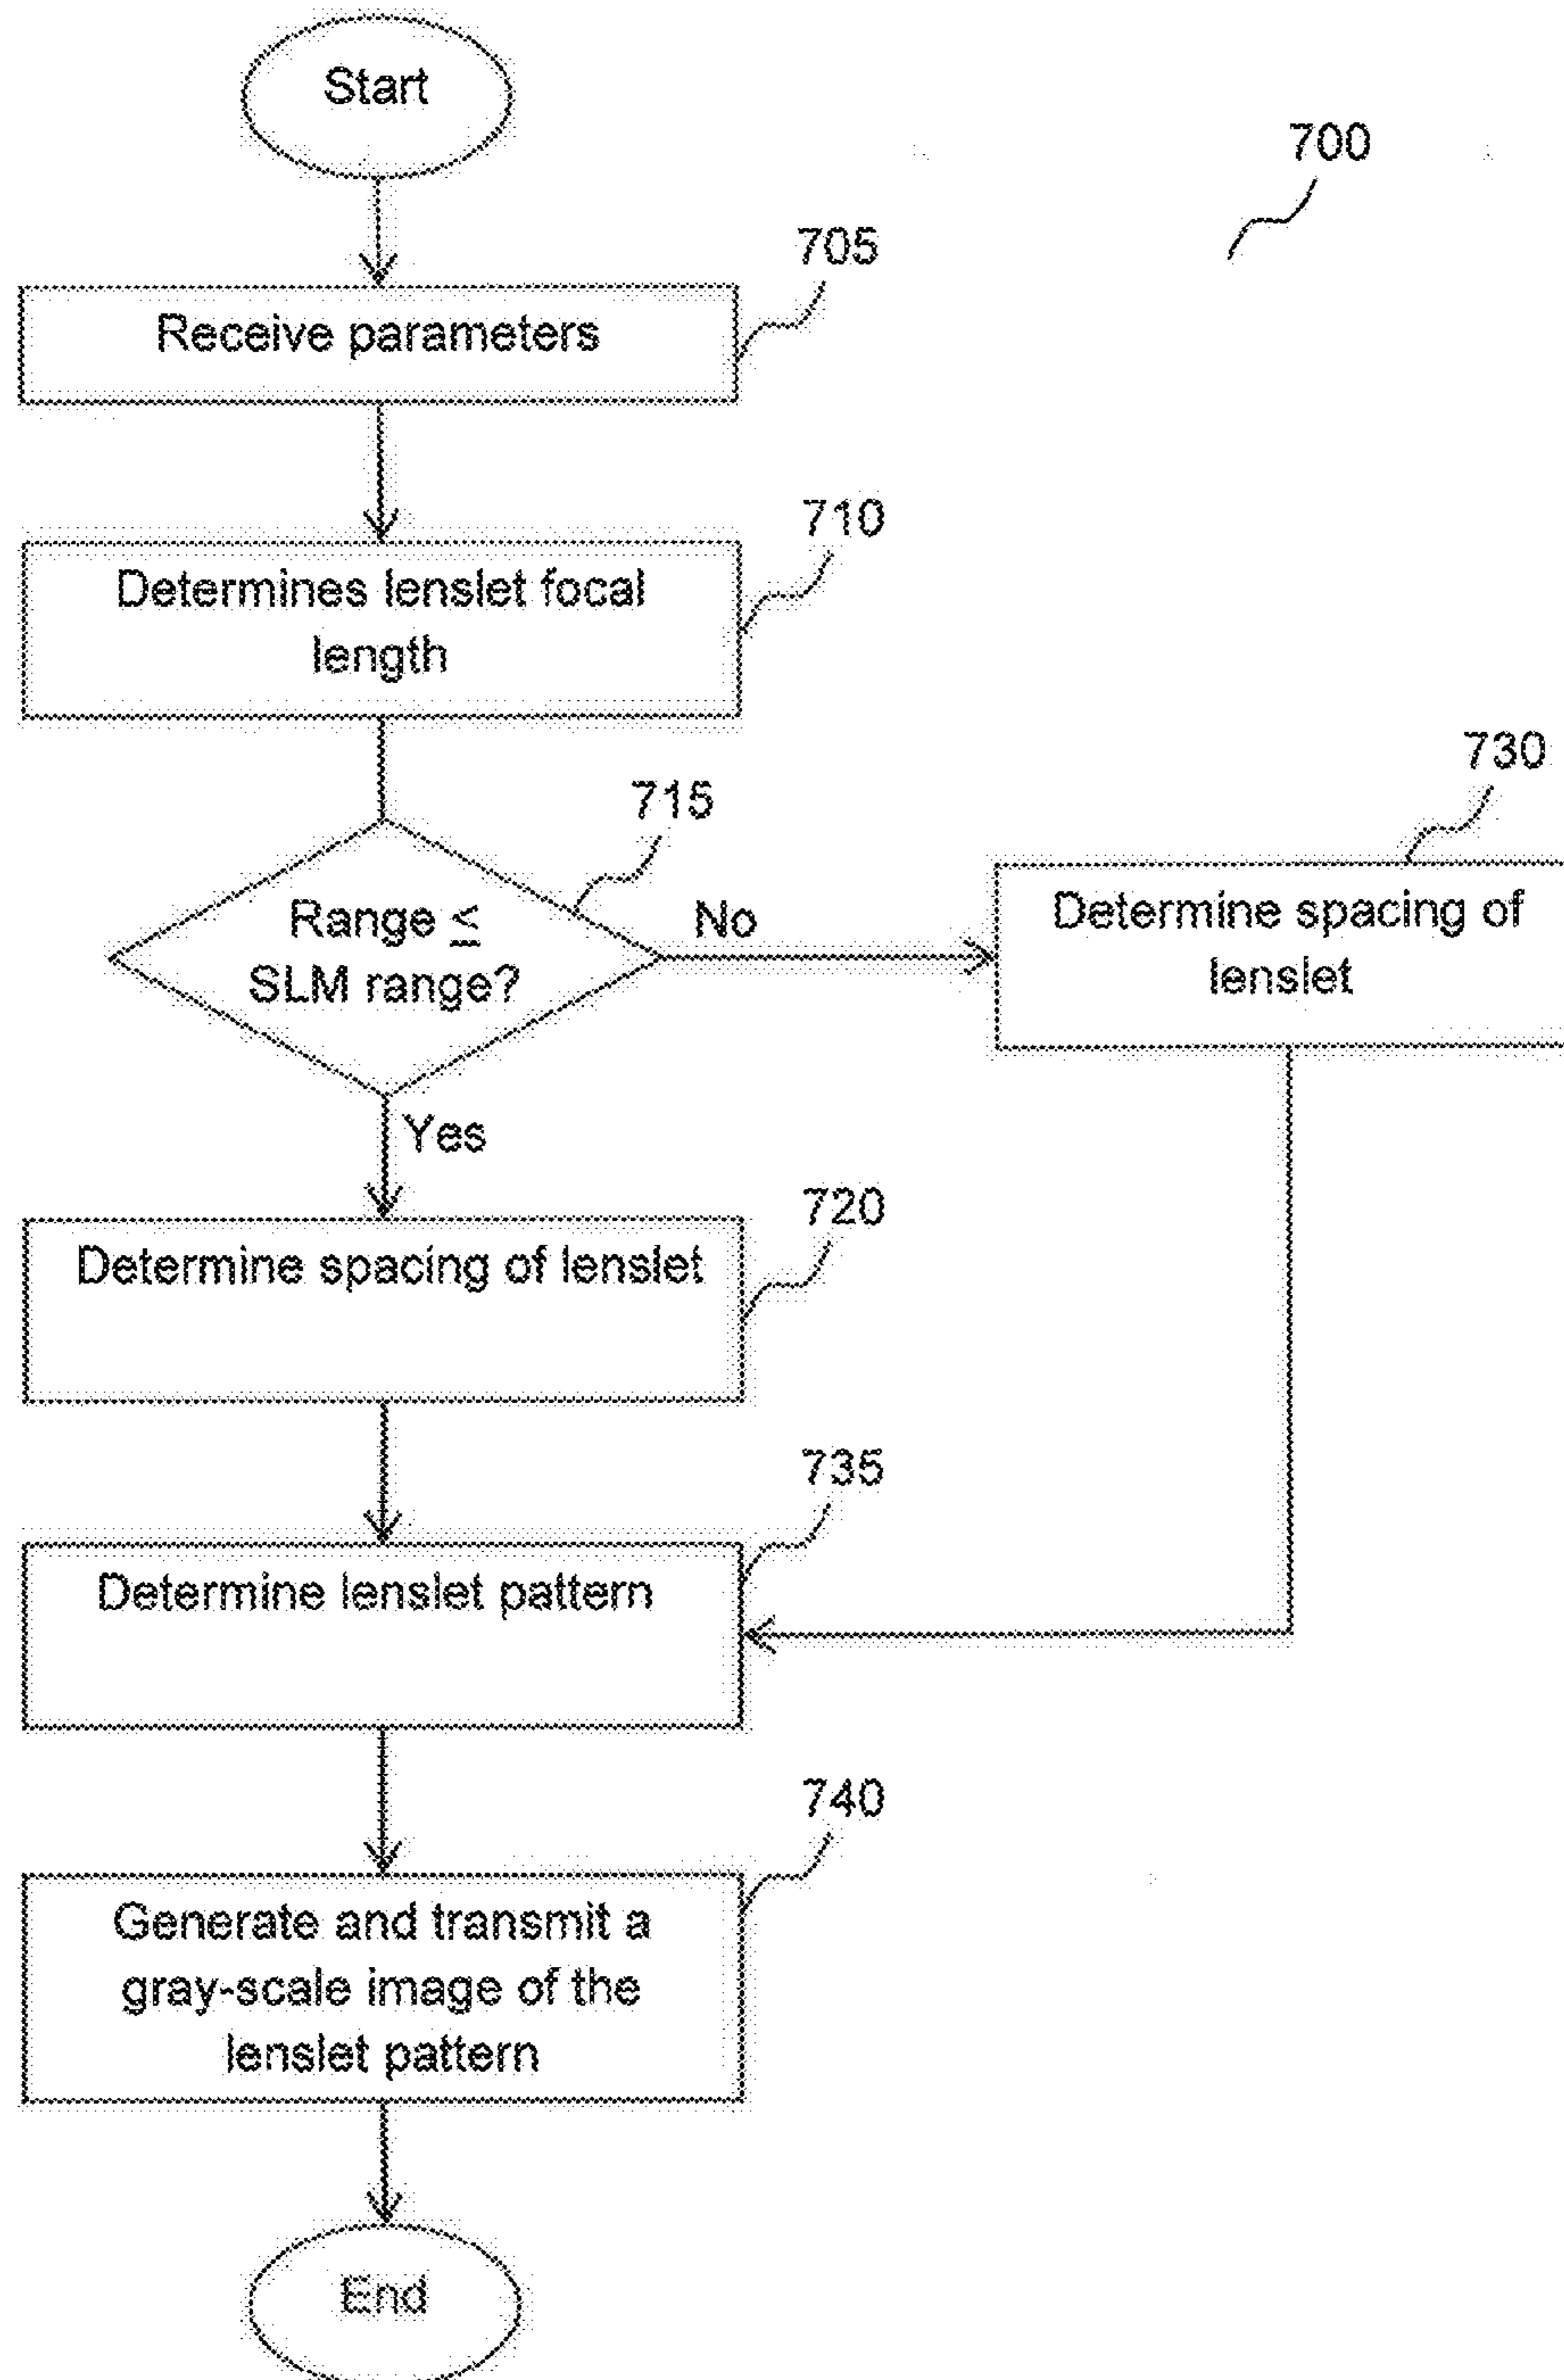 Start
700
705
Receive parameters
710
Determines lenslet focal
length
730
715
Range ≤
SLM range?
No
Determine spacing of
lenslet
Yes
720
Determine spacing of lenslet
735
Determine lenslet pattern
740
Generate and transmit a
gray-scale image of the
lenslet pattern
End